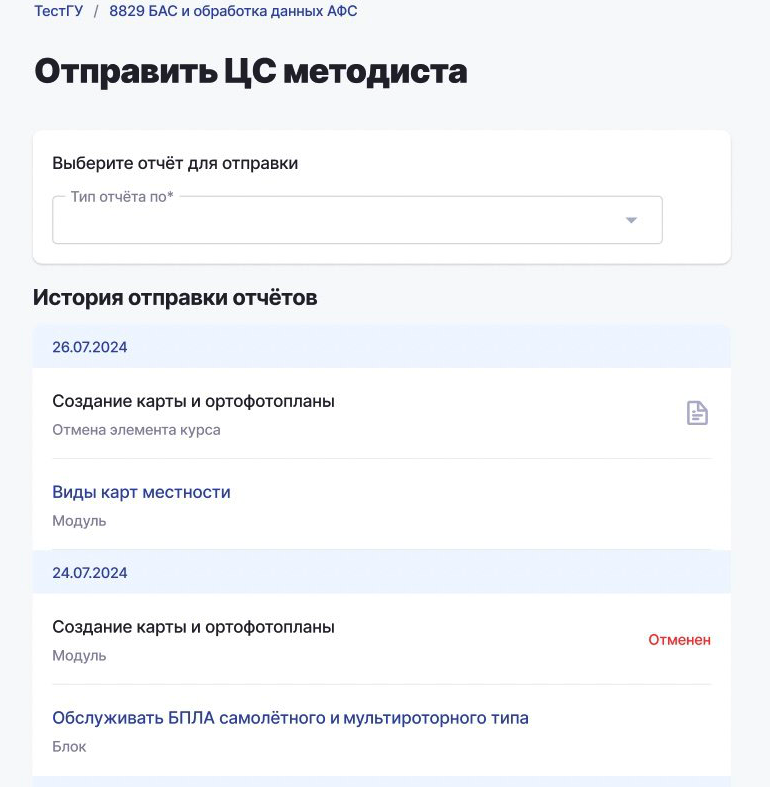 ТестГУ / 8829 БАС и обработка данных АФС
Отправить ЦС методиста
Выберите отчёт для отправки
Тип отчёта по*
История отправки отчётов
26.07.2024
Создание карты и ортофотопланы
Отмена элемента курса
Виды карт местности
Модуль
24.07.2024
Создание карты и ортофотопланы
Отменен
Модуль
Обслуживать БПЛА самолётного и мультироторного типа
Блок